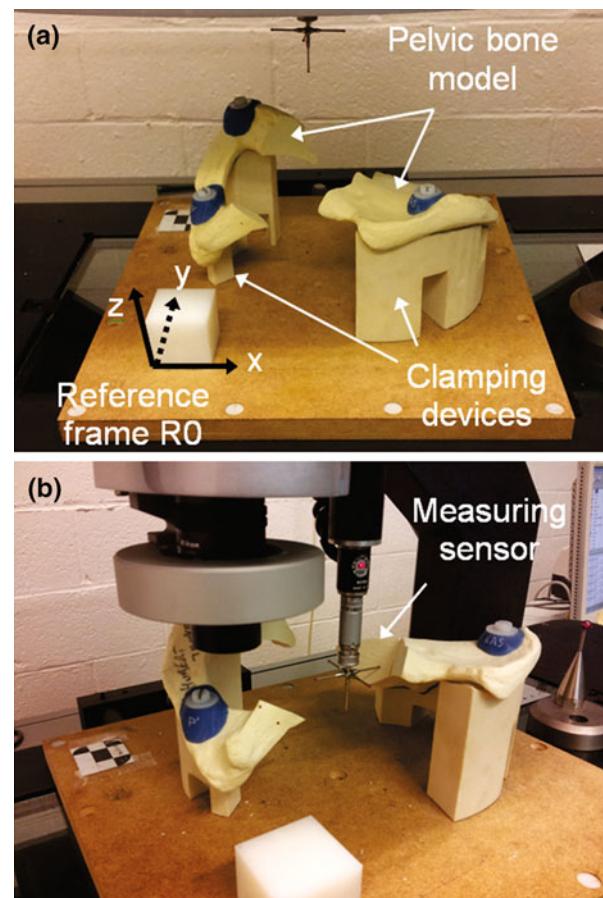 (a)
Pelvic bone
model
y
z
x
Reference
frame R0
Clamping
devices
(b)
Measuring
sensor